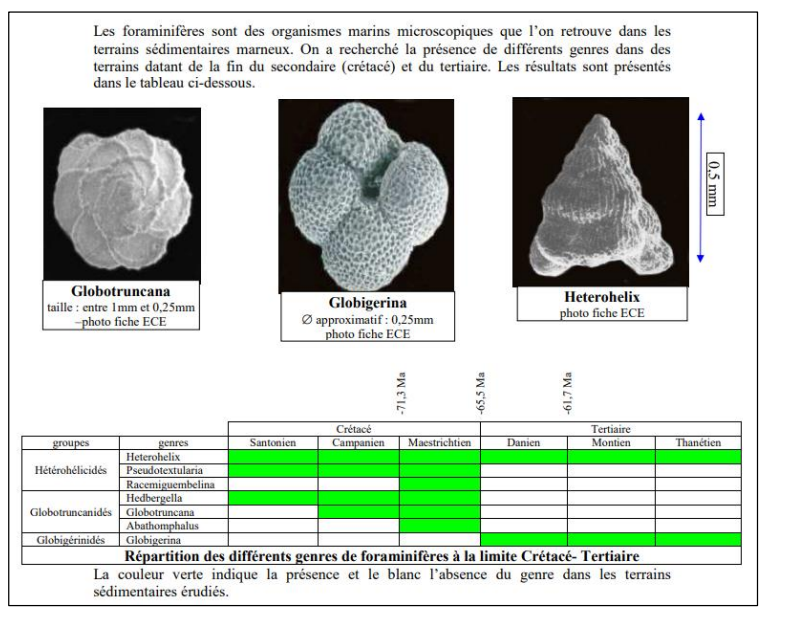 Les foraminifères sont des organismes marins microscopiques que l'on retrouve dans les
terrains sédimentaires marneux. On a recherché la présence de différents genres dans des
terrains datant de la fin du secondaire (crétacé) et du tertiaire. Les résultats sont présentés
dans le tableau ci-dessous.
0,5 mm
Globotruncana
taille : entre 1mm et 0,25mm
–photo fiche ECE
Globigerina
∅ approximatif : 0,25mm
photo fiche ECE
Heterohelix
photo fiche ECE
-71,3 Ma
-65,5 Ma
-61,7 Ma
Crétacé Tertiaire
groupes genres Santonien Campanien Maestrichtien Danien Montien Thanétien
Hétérohélicidés Heterohelix
Pseudotextularia
Racemiguembelina
Globotruncanidés Hedbergella
Globotruncana
Abathomphalus
Globigérinidés Globigerina
Répartition des différents genres de foraminifères à la limite Crétacé- Tertiaire
La couleur verte indique la présence et le blanc l'absence du genre dans les terrains
sédimentaires érudiés.